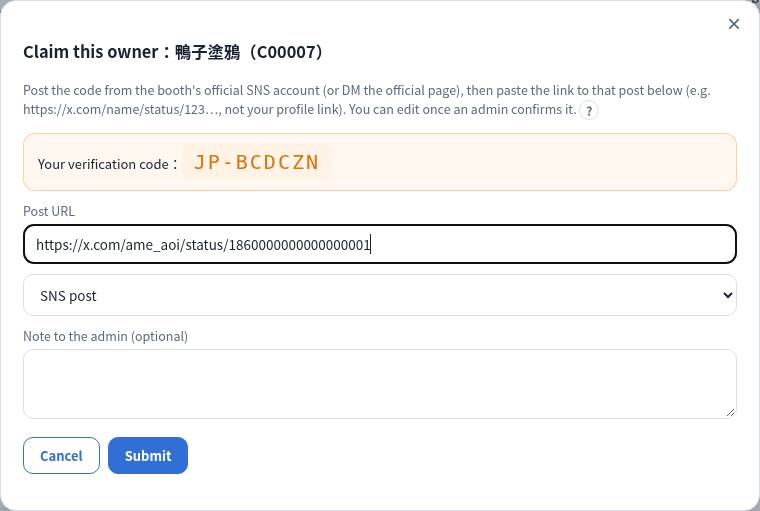 Claim this owner：鴨子塗鴉（C00007）
Post the code from the booth's official SNS account (or DM the official page), then paste the link to that post below (e.g.
https://x.com/name/status/123…, not your profile link). You can edit once an admin confirms it. ?
Your verification code： JP-BCDCZN
Post URL
https://x.com/ame_aoi/status/1860000000000000001
SNS post
Note to the admin (optional)
Cancel Submit